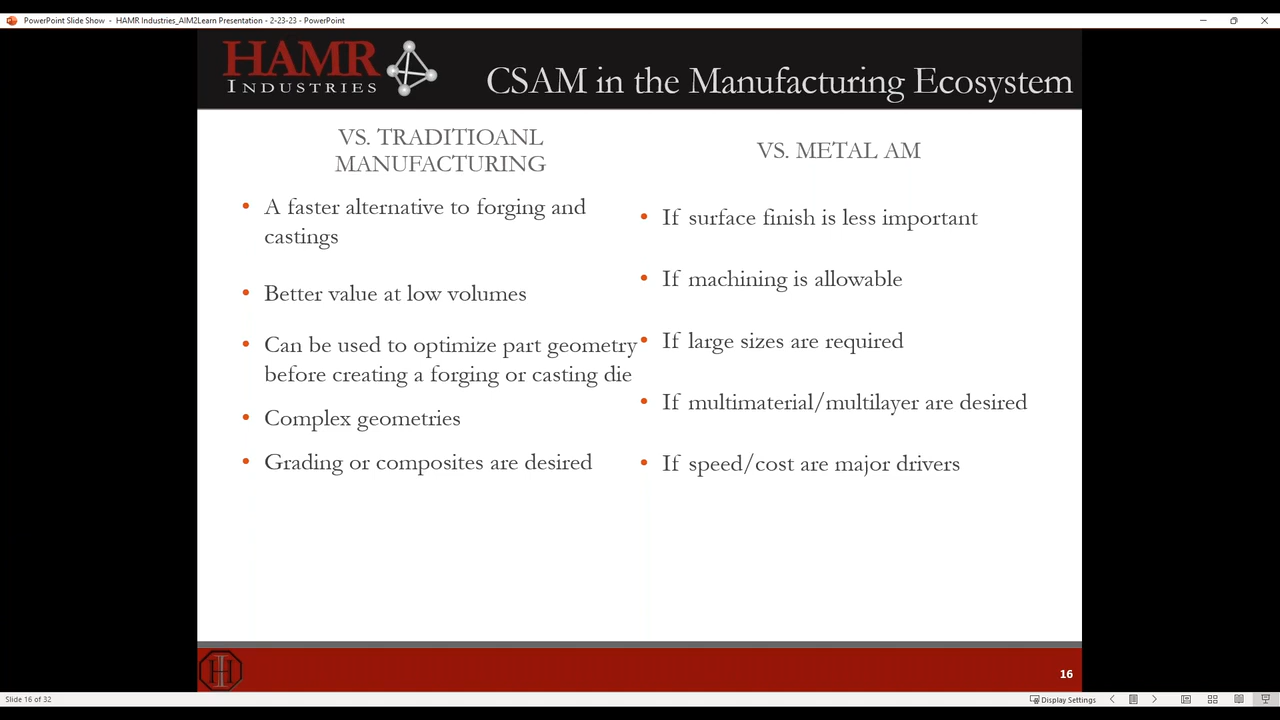 PowerPoint Slide Show - HAMR Industries_AIM2Learn Presentation - 2-23-23 - PowerPoint
HAMR
INDUSTRIES
CSAM in the Manufacturing Ecosystem
VS. TRADITIOANL
MANUFACTURING
A faster alternative to forging and
castings
Better value at low volumes
Can be used to optimize part geometry
before creating a forging or casting die
Complex geometries
Grading or composites are desired
VS. METAL AM
If surface finish is less important
If machining is allowable
If large sizes are required
If multimaterial/multilayer are desired
If speed/cost are major drivers
H
16
Slide 16 of 32
Display Settings